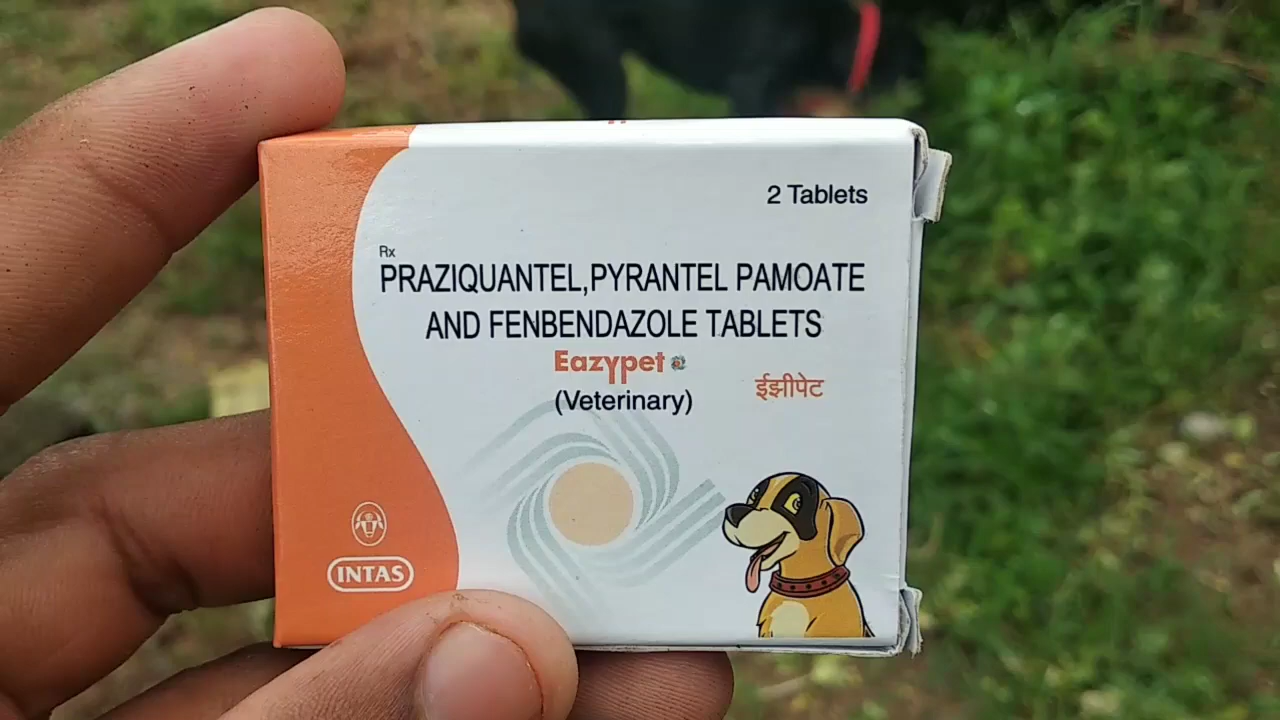 2 Tablets
Rx
PRAZIQUANTEL,PYRANTEL PAMOATE
AND FENBENDAZOLE TABLETS
Eazypet
(Veterinary)
ईझीपेट
INTAS